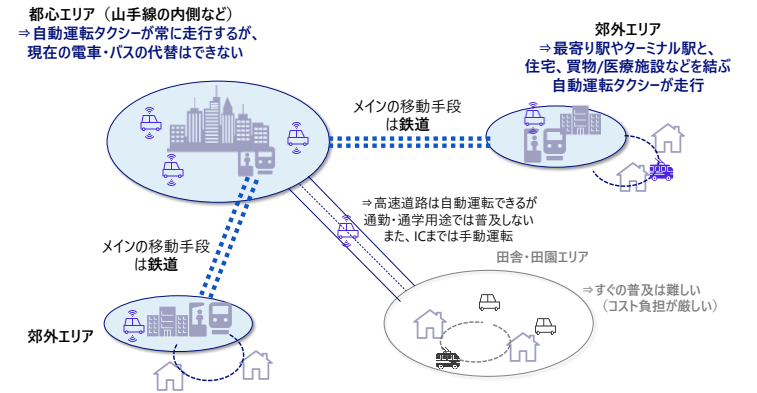 都心エリア（山手線の内側など）
⇒自動運転タクシーが常に走行するが、
現在の電車・バスの代替はできない
郊外エリア
⇒最寄り駅やターミナル駅と、
住宅、買物/医療施設などを結ぶ
自動運転タクシーが走行
メインの移動手段
は鉄道
⇒高速道路は自動運転できるが
通勤・通学用途では普及しない
また、ICまでは手動運転
メインの移動手段
は鉄道
田舎・田園エリア
⇒すぐの普及は難しい
（コスト負担が厳しい）
郊外エリア